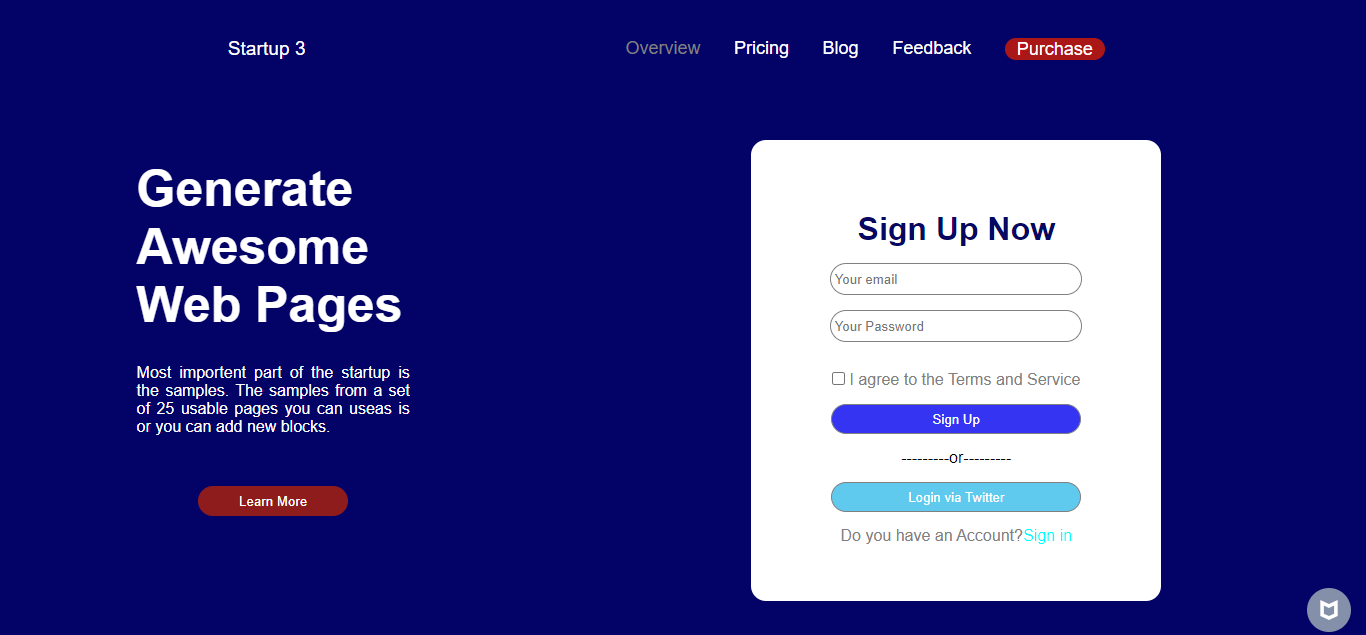 Startup 3
Overview Pricing Blog Feedback Purchase
Generate
Awesome
Web Pages
Most importent part of the startup is
the samples. The samples from a set
of 25 usable pages you can useas is
or you can add new blocks.
Learn More
Sign Up Now
Your email
Your Password
I agree to the Terms and Service
Sign Up
---------or---------
Login via Twitter
Do you have an Account?Sign in